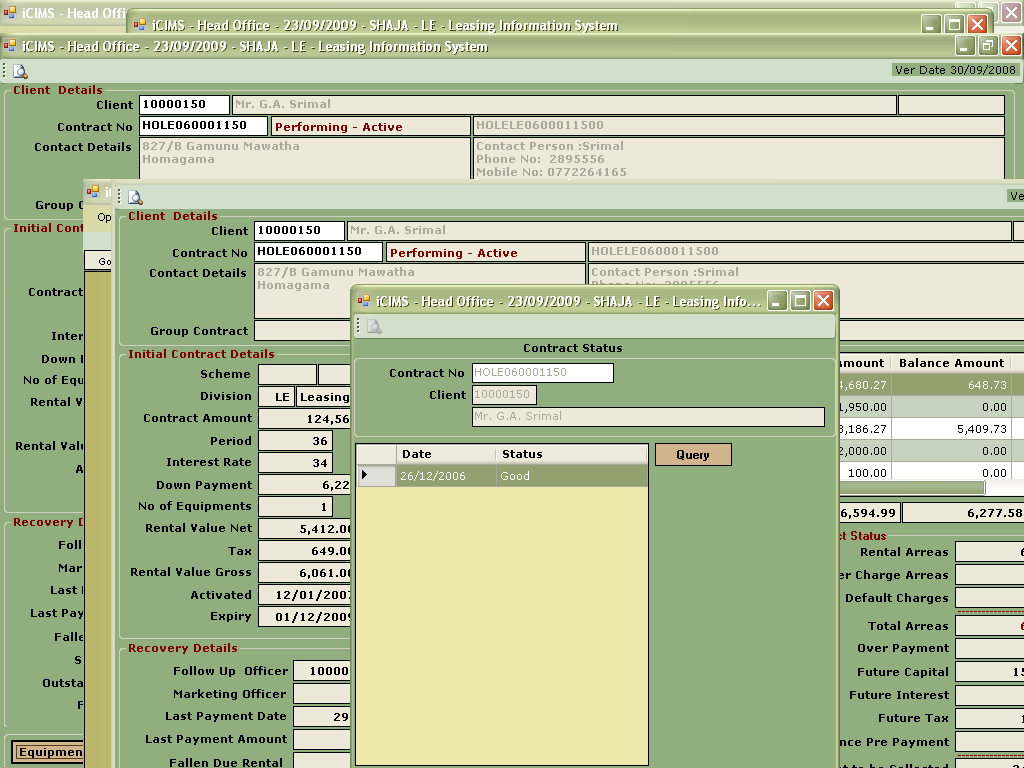 iCIMS - Head Offi
iCIMS - Head Office - 23/09/2009 - SHAJA - LE - Leasing Information System
iCIMS - Head Office - 23/09/2009 - SHAJA - LE - Leasing Information System
Ver Date 30/09/2008
Client Details
Client 10000150 Mr. G.A. Srimal
Contract No HOLE060001150 Performing - Active HOLELE0600011500
Contact Details 827/B Gamunu Mawatha Contact Person :Srimal
Homagama Phone No: 2895556
Mobile No: 0772264165
Group C
Initial Cont
Contract
Inter
Down I
No of Equ
Rental V
Rental Valu
A
Recovery D
Foll
Mar
Last
Last Pay
Falle
S
Outsta
F
Equipmen
Op
Go
Ve
Client Details
Client 10000150 Mr. G.A. Srimal
Contract No HOLE060001150 Performing - Active HOLELE0600011500
Contact Details 827/B Gamunu Mawatha Contact Person :Srimal
Homagama
Group Contract
Initial Contract Details
Scheme
Division LE Leasing
Contract Amount 124,56
Period 36
Interest Rate 34
Down Payment 6,22
No of Equipments 1
Rental Value Net 5,412.00
Tax 649.00
Rental Value Gross 6,061.00
Activated 12/01/2007
Expiry 01/12/2009
Recovery Details
Follow Up Officer 10000
Marketing Officer
Last Payment Date 29
Last Payment Amount
Fallen Due Rental
iCIMS - Head Office - 23/09/2009 - SHAJA - LE - Leasing Info...
Contract Status
Contract No HOLE060001150
Client 10000150
Mr. G.A. Srimal
Date Status
26/12/2006 Good
Query
mount Balance Amount
4,680.27 648.73
1,950.00 0.00
3,186.27 5,409.73
2,000.00 0.00
100.00 0.00
6,594.99 6,277.58
ct Status
Rental Arreas 6
er Charge Areas
Default Charges
Total Arreas 6
Over Payment
Future Capital 15
Future Interest
Future Tax 1
nce Pre Payment